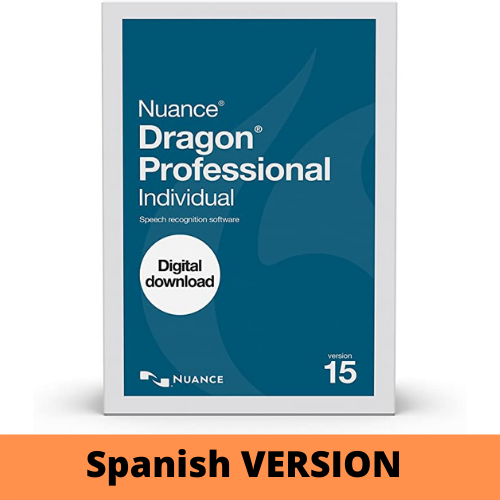 Nuance®
Dragon®
Professional
Individual
Speech recognition software
Digital
download
version
15
NUANCE
Spanish VERSION